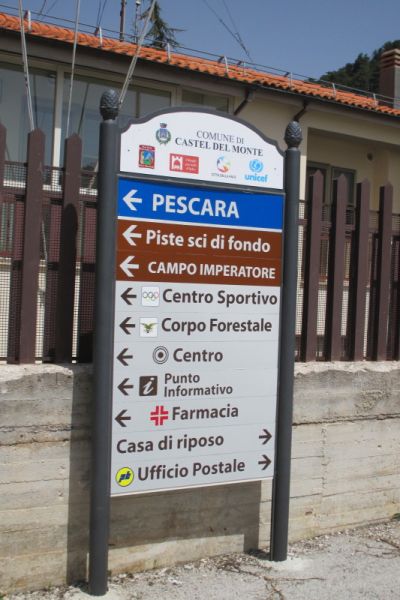 COMUNE DI
CASTEL DEL MONTE
unicef
PESCARA
Piste sci di fondo
CAMPO IMPERATORE
Centro Sportivo
Corpo Forestale
Centro
i Punto
Informativo
Farmacia
Casa di riposo
Ufficio Postale